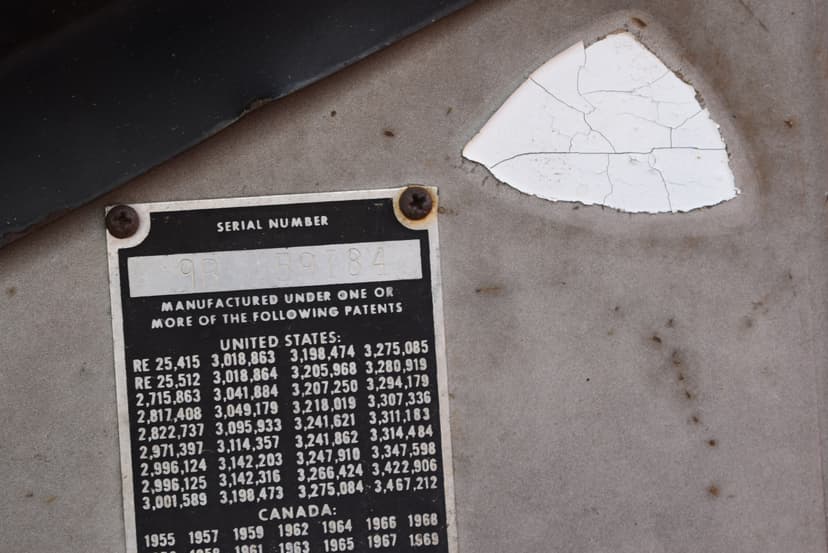 SERIAL NUMBER
MANUFACTURED UNDER ONE OR
MORE OF THE FOLLOWING PATENTS
UNITED STATES:
RE 25,415 3,018,863 3,198,474 3,275,085
RE 25,512 3,018,864 3,205,968 3,280,919
2,715,863 3,041,884 3,207,250 3,294,179
2,817,408 3,049,179 3,218,019 3,307,336
2,822,737 3,095,933 3,241,621 3,311,183
2,971,397 3,114,357 3,241,862 3,314,484
2,996,124 3,142,203 3,247,910 3,347,598
2,996,125 3,142,316 3,266,424 3,422,906
3,001,589 3,198,473 3,275,084 3,467,212
CANADA:
1955 1957 1959 1962 1964 1966 1968
1958 1961 1963 1965 1967 1969